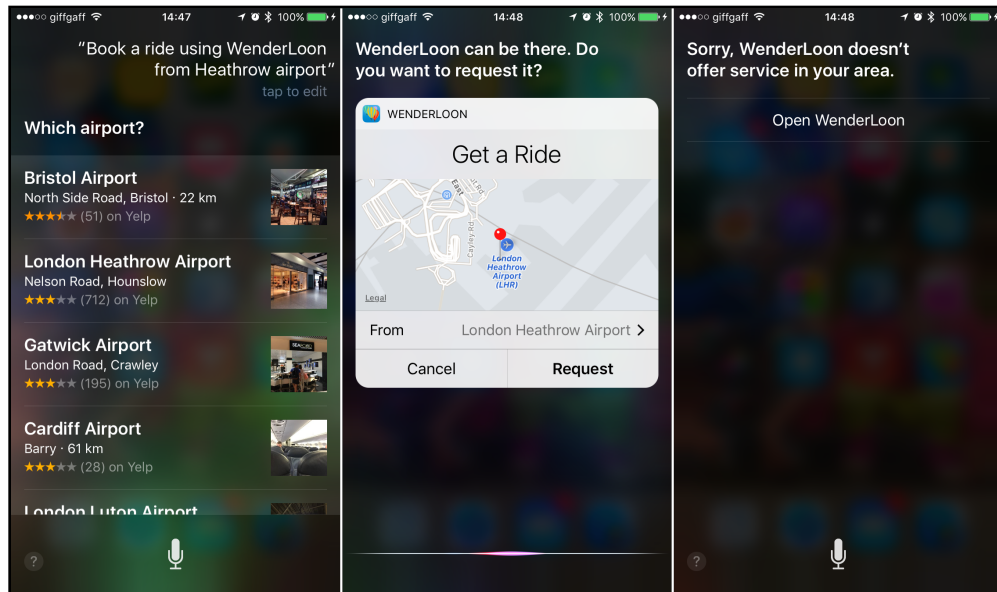 ●●●○○ giffgaff 14:47 100%
"Book a ride using WenderLoon
from Heathrow airport"
tap to edit
Which airport?
Bristol Airport
North Side Road, Bristol · 22 km
★★★★★ (51) on Yelp
London Heathrow Airport
Nelson Road, Hounslow
★★★★★ (712) on Yelp
Gatwick Airport
London Road, Crawley
★★★★★ (195) on Yelp
SEAFOOD
Cardiff Airport
Barry · 61 km
★★★★★ (28) on Yelp
London Luton Airport
?
●●●○○ giffgaff 14:48 100%
WenderLoon can be there. Do
you want to request it?
WENDERLOON
Get a Ride
East
Cayley Rd
London
Heathrow
Airport
(LHR)
Legal
From London Heathrow Airport >
Cancel Request
●●●○○ giffgaff 14:48 100%
Sorry, WenderLoon doesn't
offer service in your area.
Open WenderLoon
?